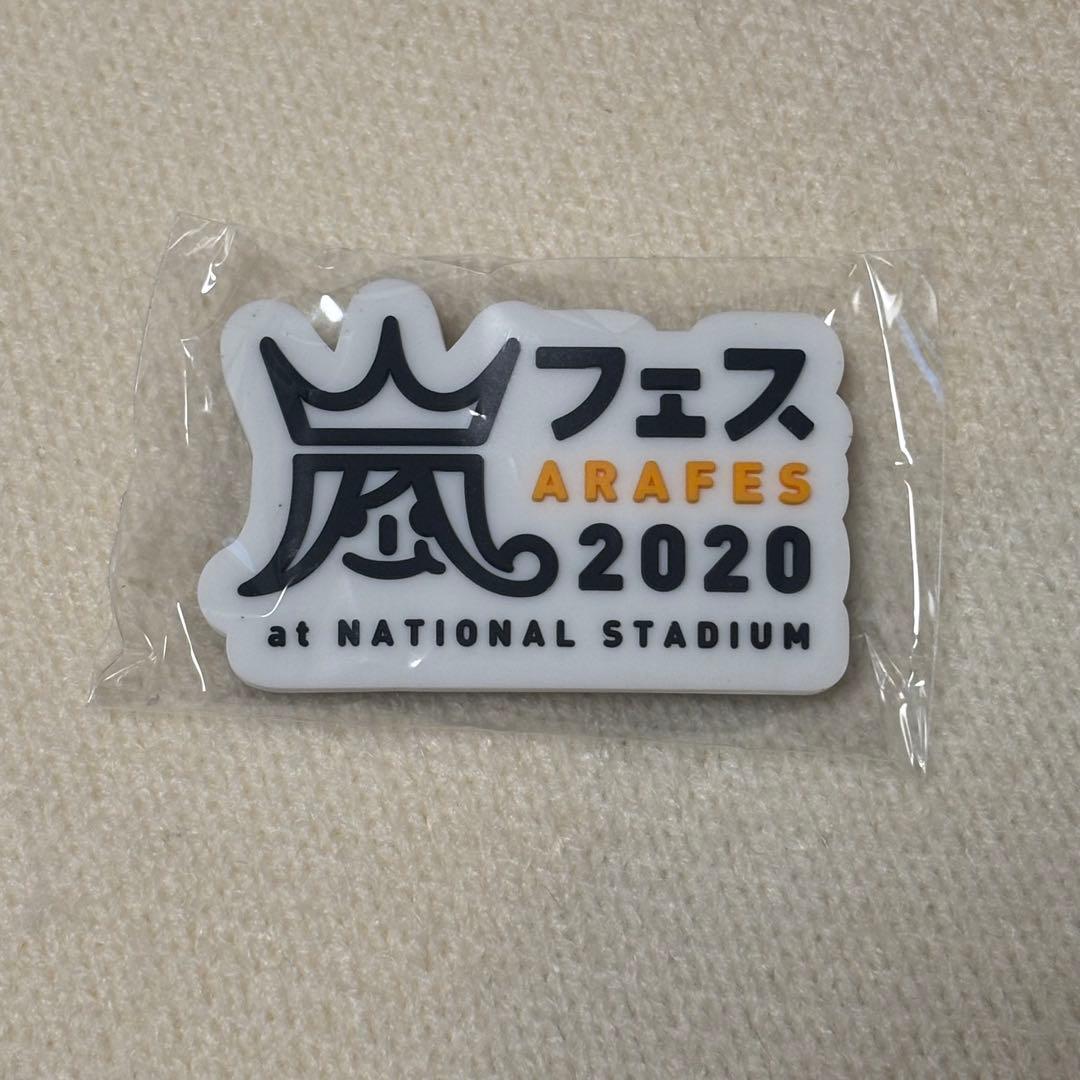 嵐フェス
ARAFES
2020
at NATIONAL STADIUM